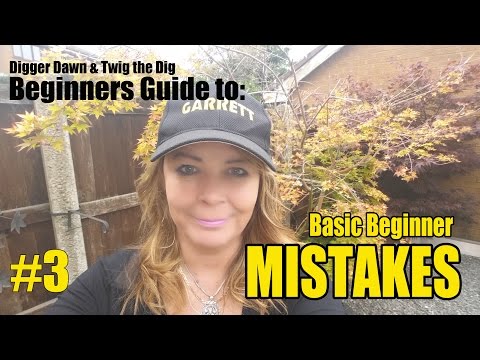 Digger Dawn & Twig the Dig
Beginners Guide to:
GARRETT
Basic Beginner
#3
MISTAKES